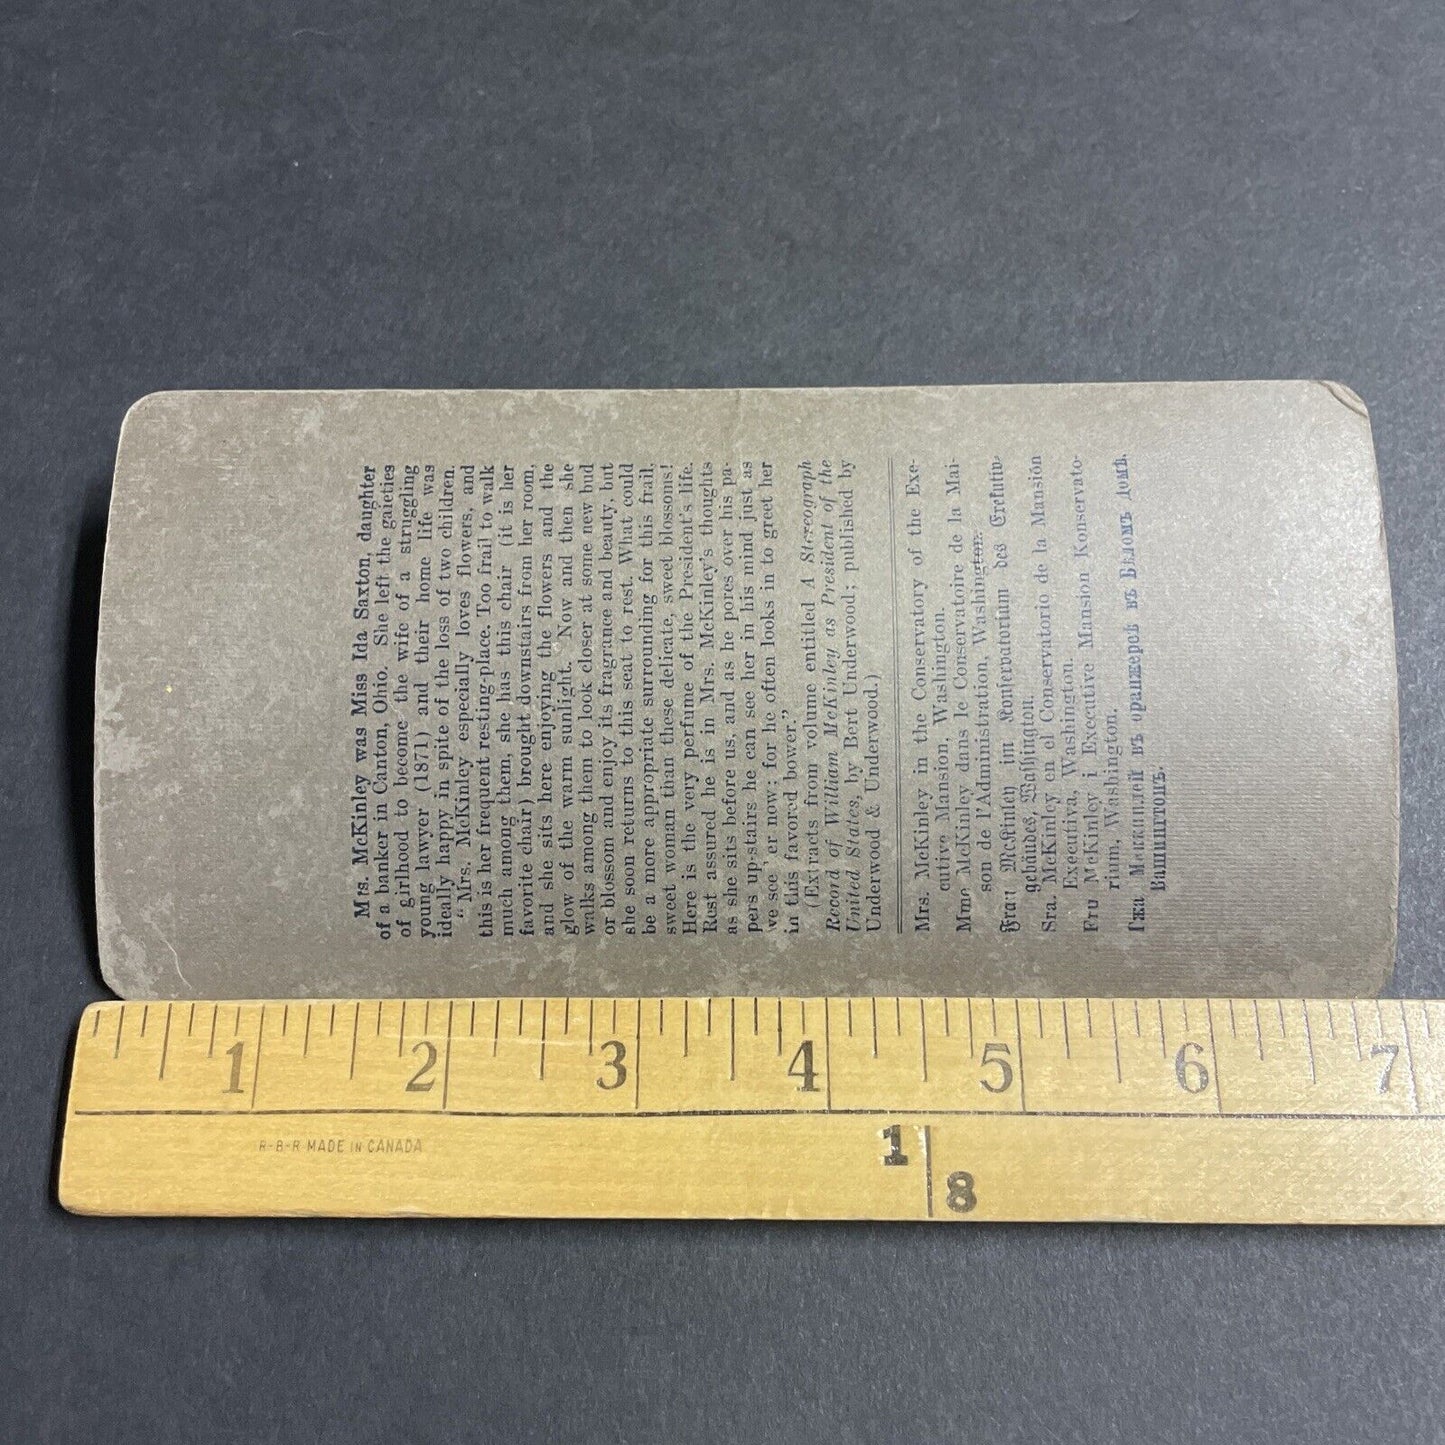 Mrs. McKinley was Miss Ida Saxton, daughter
of a banker in Canton, Ohio. She left the gaieties
of girlhood to become the wife of a struggling
young lawyer (1871) and their home life was
ideally happy in spite of the loss of two children.
"Mrs. McKinley especially loves flowers, and
this is her frequent resting-place. Too frail to walk
much among them, she has this chair (it is her
favorite chair) brought downstairs from her room,
and she sits here enjoying the flowers and the
glow of the warm sunlight. Now and then she
walks among them to look closer at some new bud
or blossom and enjoy its fragrance and beauty, but
she soon returns to this seat to rest. What could
be a more appropriate surrounding for this frail,
sweet woman than these delicate, sweet blossoms!
Here is the very perfume of the President's life.
Rest assured he is in Mrs. McKinley's thoughts
as she sits before us, and as he pores over his pa-
pers up-stairs he can see her in his mind just as
we see her now; for he often looks in to greet her
in this favored bower."
(Extracts from volume entitled A Stereograph
Record of William McKinley as President of the
United States, by Bert Underwood; published by
Underwood & Underwood.)
Mrs. McKinley in the Conservatory of the Exe-
cutive Mansion, Washington.
Mme McKinley dans le Conservatoire de la Mai-
son de l'Administration, Washington.
Frau McKinley im Konservatorium des Exekutiv-
gebäudes, Washington.
Sra. McKinley en el Conservatorio de la Mansión
Executiva, Washington.
Fru McKinley i Executive Mansion Konservato-
rium, Washington.
Гжа Меккинлей въ оранжереѣ въ Бѣломъ домѣ.
Вашингтонъ.
1 2 3 4 5 6 7
R-B-R MADE IN CANADA
1
8